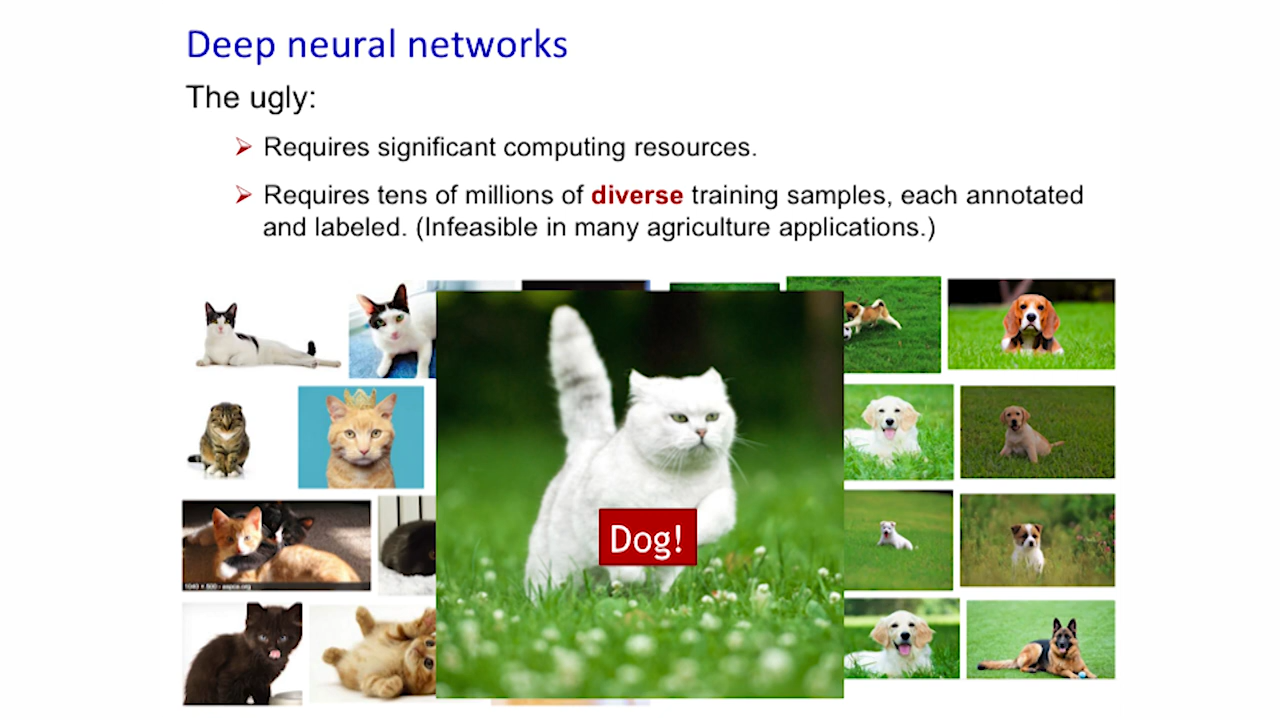 Deep neural networks
The ugly:
Requires significant computing resources.
Requires tens of millions of diverse training samples, each annotated
and labeled. (Infeasible in many agriculture applications.)
Dog!